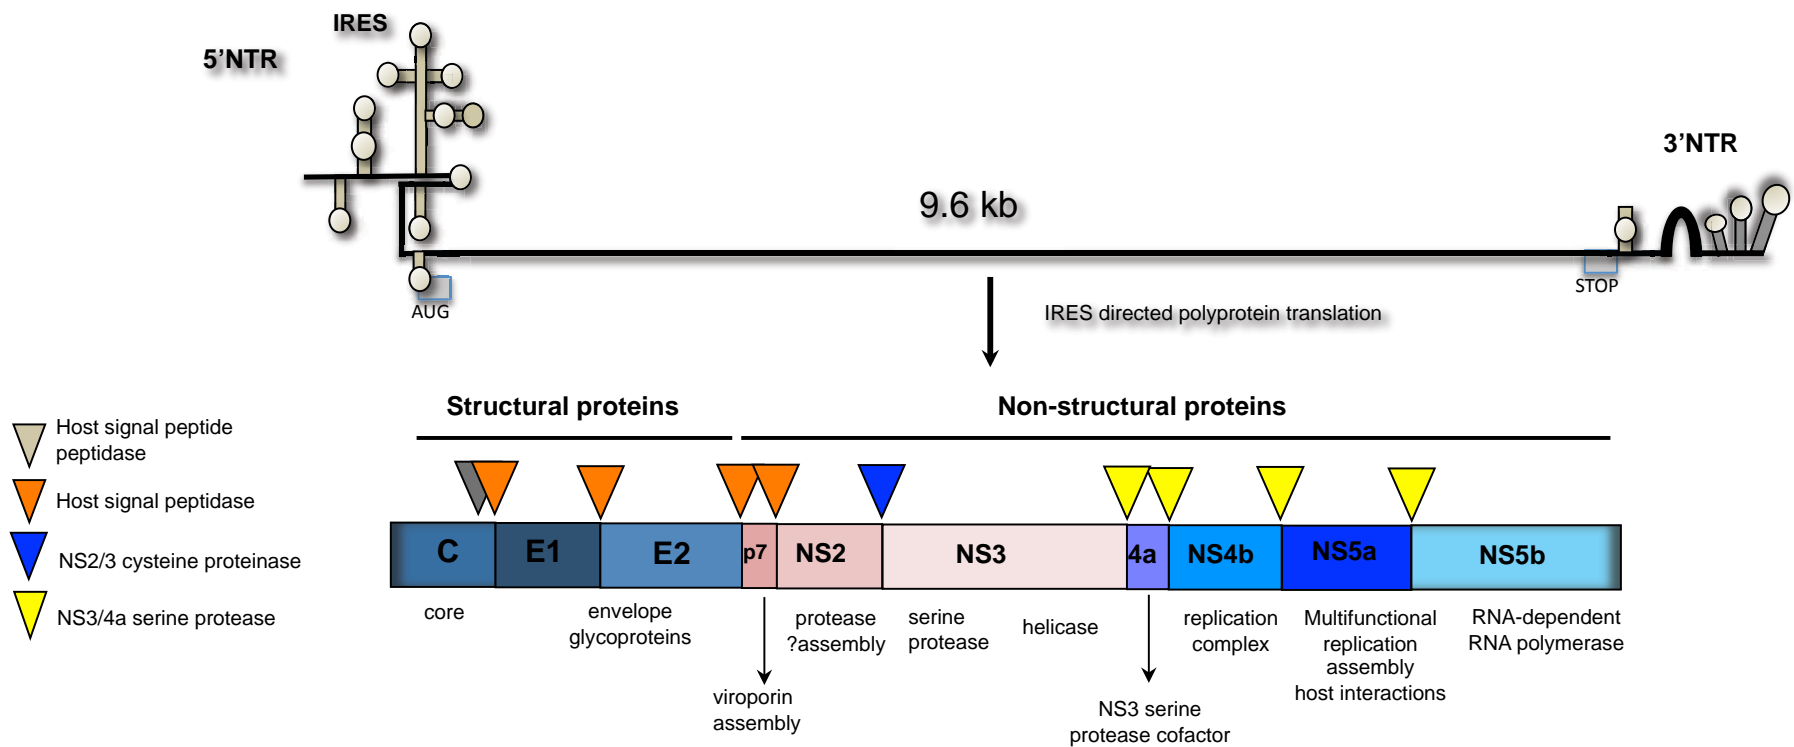 IRES
5’NTR
3’NTR
9.6 kb
AUG
STOP
IRES directed polyprotein translation
Structural proteins
Non-structural proteins
Host signal peptide
peptidase
Host signal peptidase
NS2/3 cysteine proteinase
NS3/4a serine protease
C
E1
E2
p7
NS2
NS3
4a
NS4b
NS5a
NS5b
core
envelope
glycoproteins
viroporin
assembly
protease
?assembly
serine
protease
helicase
NS3 serine
protease cofactor
replication
complex
Multifunctional
replication
assembly
host interactions
RNA-dependent
RNA polymerase